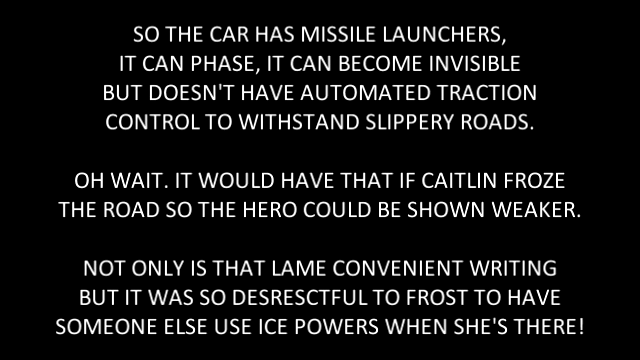 SO THE CAR HAS MISSILE LAUNCHERS,
IT CAN PHASE, IT CAN BECOME INVISIBLE
BUT DOESN'T HAVE AUTOMATED TRACTION
CONTROL TO WITHSTAND SLIPPERY ROADS.
OH WAIT. IT WOULD HAVE THAT IF CAITLIN FROZE
THE ROAD SO THE HERO COULD BE SHOWN WEAKER.
NOT ONLY IS THAT LAME CONVENIENT WRITING
BUT IT WAS SO DESRESCTFUL TO FROST TO HAVE
SOMEONE ELSE USE ICE POWERS WHEN SHE'S THERE!